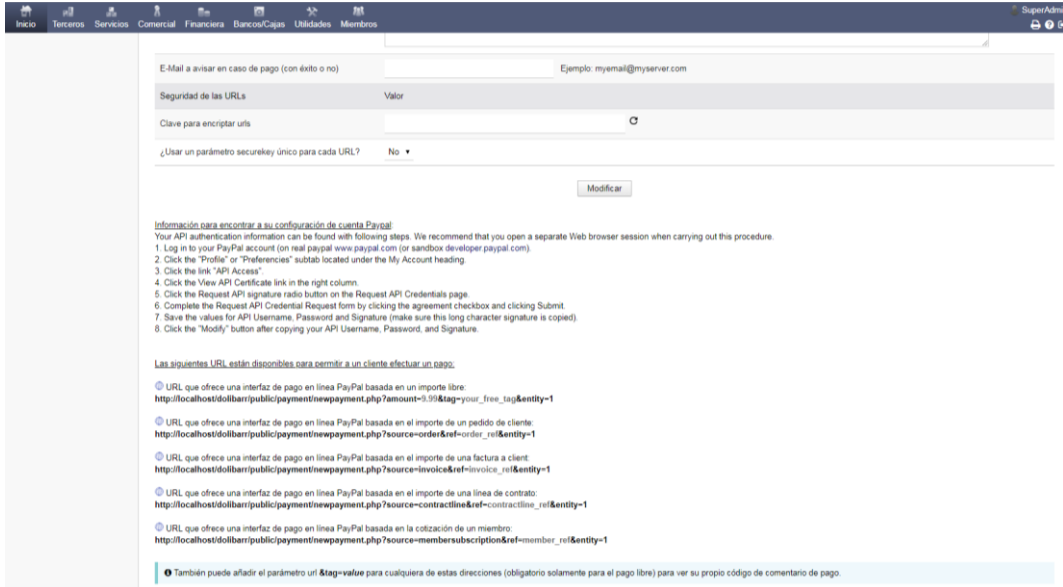 Inicio Terceros Servicios Comercial Financiera Bancos/Cajas Utilidades Miembros
SuperAdmi
E-Mail a avisar en caso de pago (con éxito o no) Ejemplo: myemail@myserver.com
Seguridad de las URLs Valor
Clave para encriptar urls
¿Usar un parámetro securekey único para cada URL? No
Modificar
Información para encontrar a su configuración de cuenta Paypal:
Your API authentication information can be found with following steps. We recommend that you open a separate Web browser session when carrying out this procedure.
1. Log in to your PayPal account (on real paypal www.paypal.com (or sandbox developer.paypal.com).
2. Click the "Profile" or "Preferencies" subtab located under the My Account heading.
3. Click the link "API Access".
4. Click the View API Certificate link in the right column.
5. Click the Request API signature radio button on the Request API Credentials page.
6. Complete the Request API Credential Request form by clicking the agreement checkbox and clicking Submit.
7. Save the values for API Username, Password and Signature (make sure this long character signature is copied).
8. Click the "Modify" button after copying your API Username, Password, and Signature.
Las siguientes URL están disponibles para permitir a un cliente efectuar un pago:
URL que ofrece una interfaz de pago en línea PayPal basada en un importe libre:
http://localhost/dolibarr/public/payment/newpayment.php?amount=9.99&tag=your_free_tag&entity=1
URL que ofrece una interfaz de pago en línea PayPal basada en el importe de un pedido de cliente:
http://localhost/dolibarr/public/payment/newpayment.php?source=order&ref=order_ref&entity=1
URL que ofrece una interfaz de pago en línea PayPal basada en el importe de una factura a client:
http://localhost/dolibarr/public/payment/newpayment.php?source=invoice&ref=invoice_ref&entity=1
URL que ofrece una interfaz de pago en línea PayPal basada en el importe de una línea de contrato:
http://localhost/dolibarr/public/payment/newpayment.php?source=contractline&ref=contractline_ref&entity=1
URL que ofrece una interfaz de pago en línea PayPal basada en la cotización de un miembro:
http://localhost/dolibarr/public/payment/newpayment.php?source=membersubscription&ref=member_ref&entity=1
También puede añadir el parámetro url &tag=value para cualquiera de estas direcciones (obligatorio solamente para el pago libre) para ver su propio código de comentario de pago.